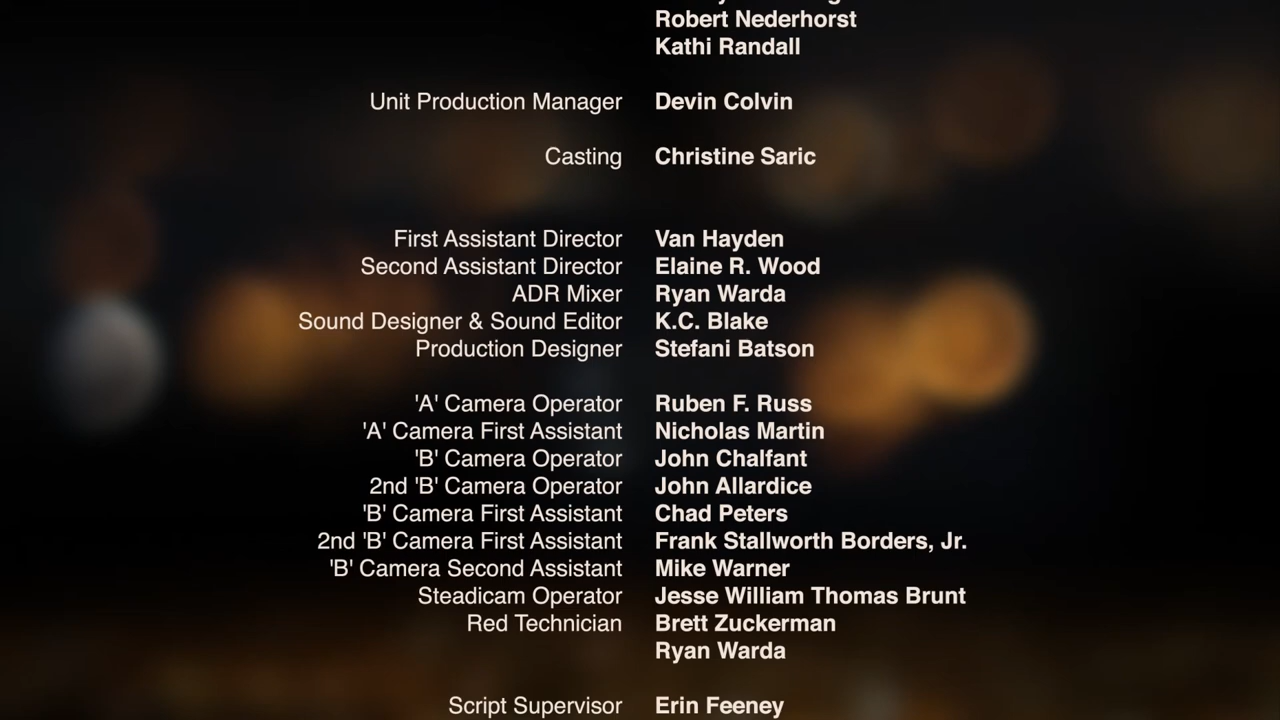 Robert Nederhorst
Kathi Randall
Unit Production Manager Devin Colvin
Casting Christine Saric
First Assistant Director Van Hayden
Second Assistant Director Elaine R. Wood
ADR Mixer Ryan Warda
Sound Designer & Sound Editor K.C. Blake
Production Designer Stefani Batson
'A' Camera Operator Ruben F. Russ
'A' Camera First Assistant Nicholas Martin
'B' Camera Operator John Chalfant
2nd 'B' Camera Operator John Allardice
'B' Camera First Assistant Chad Peters
2nd 'B' Camera First Assistant Frank Stallworth Borders, Jr.
'B' Camera Second Assistant Mike Warner
Steadicam Operator Jesse William Thomas Brunt
Red Technician Brett Zuckerman
Ryan Warda
Script Supervisor Erin Feeney